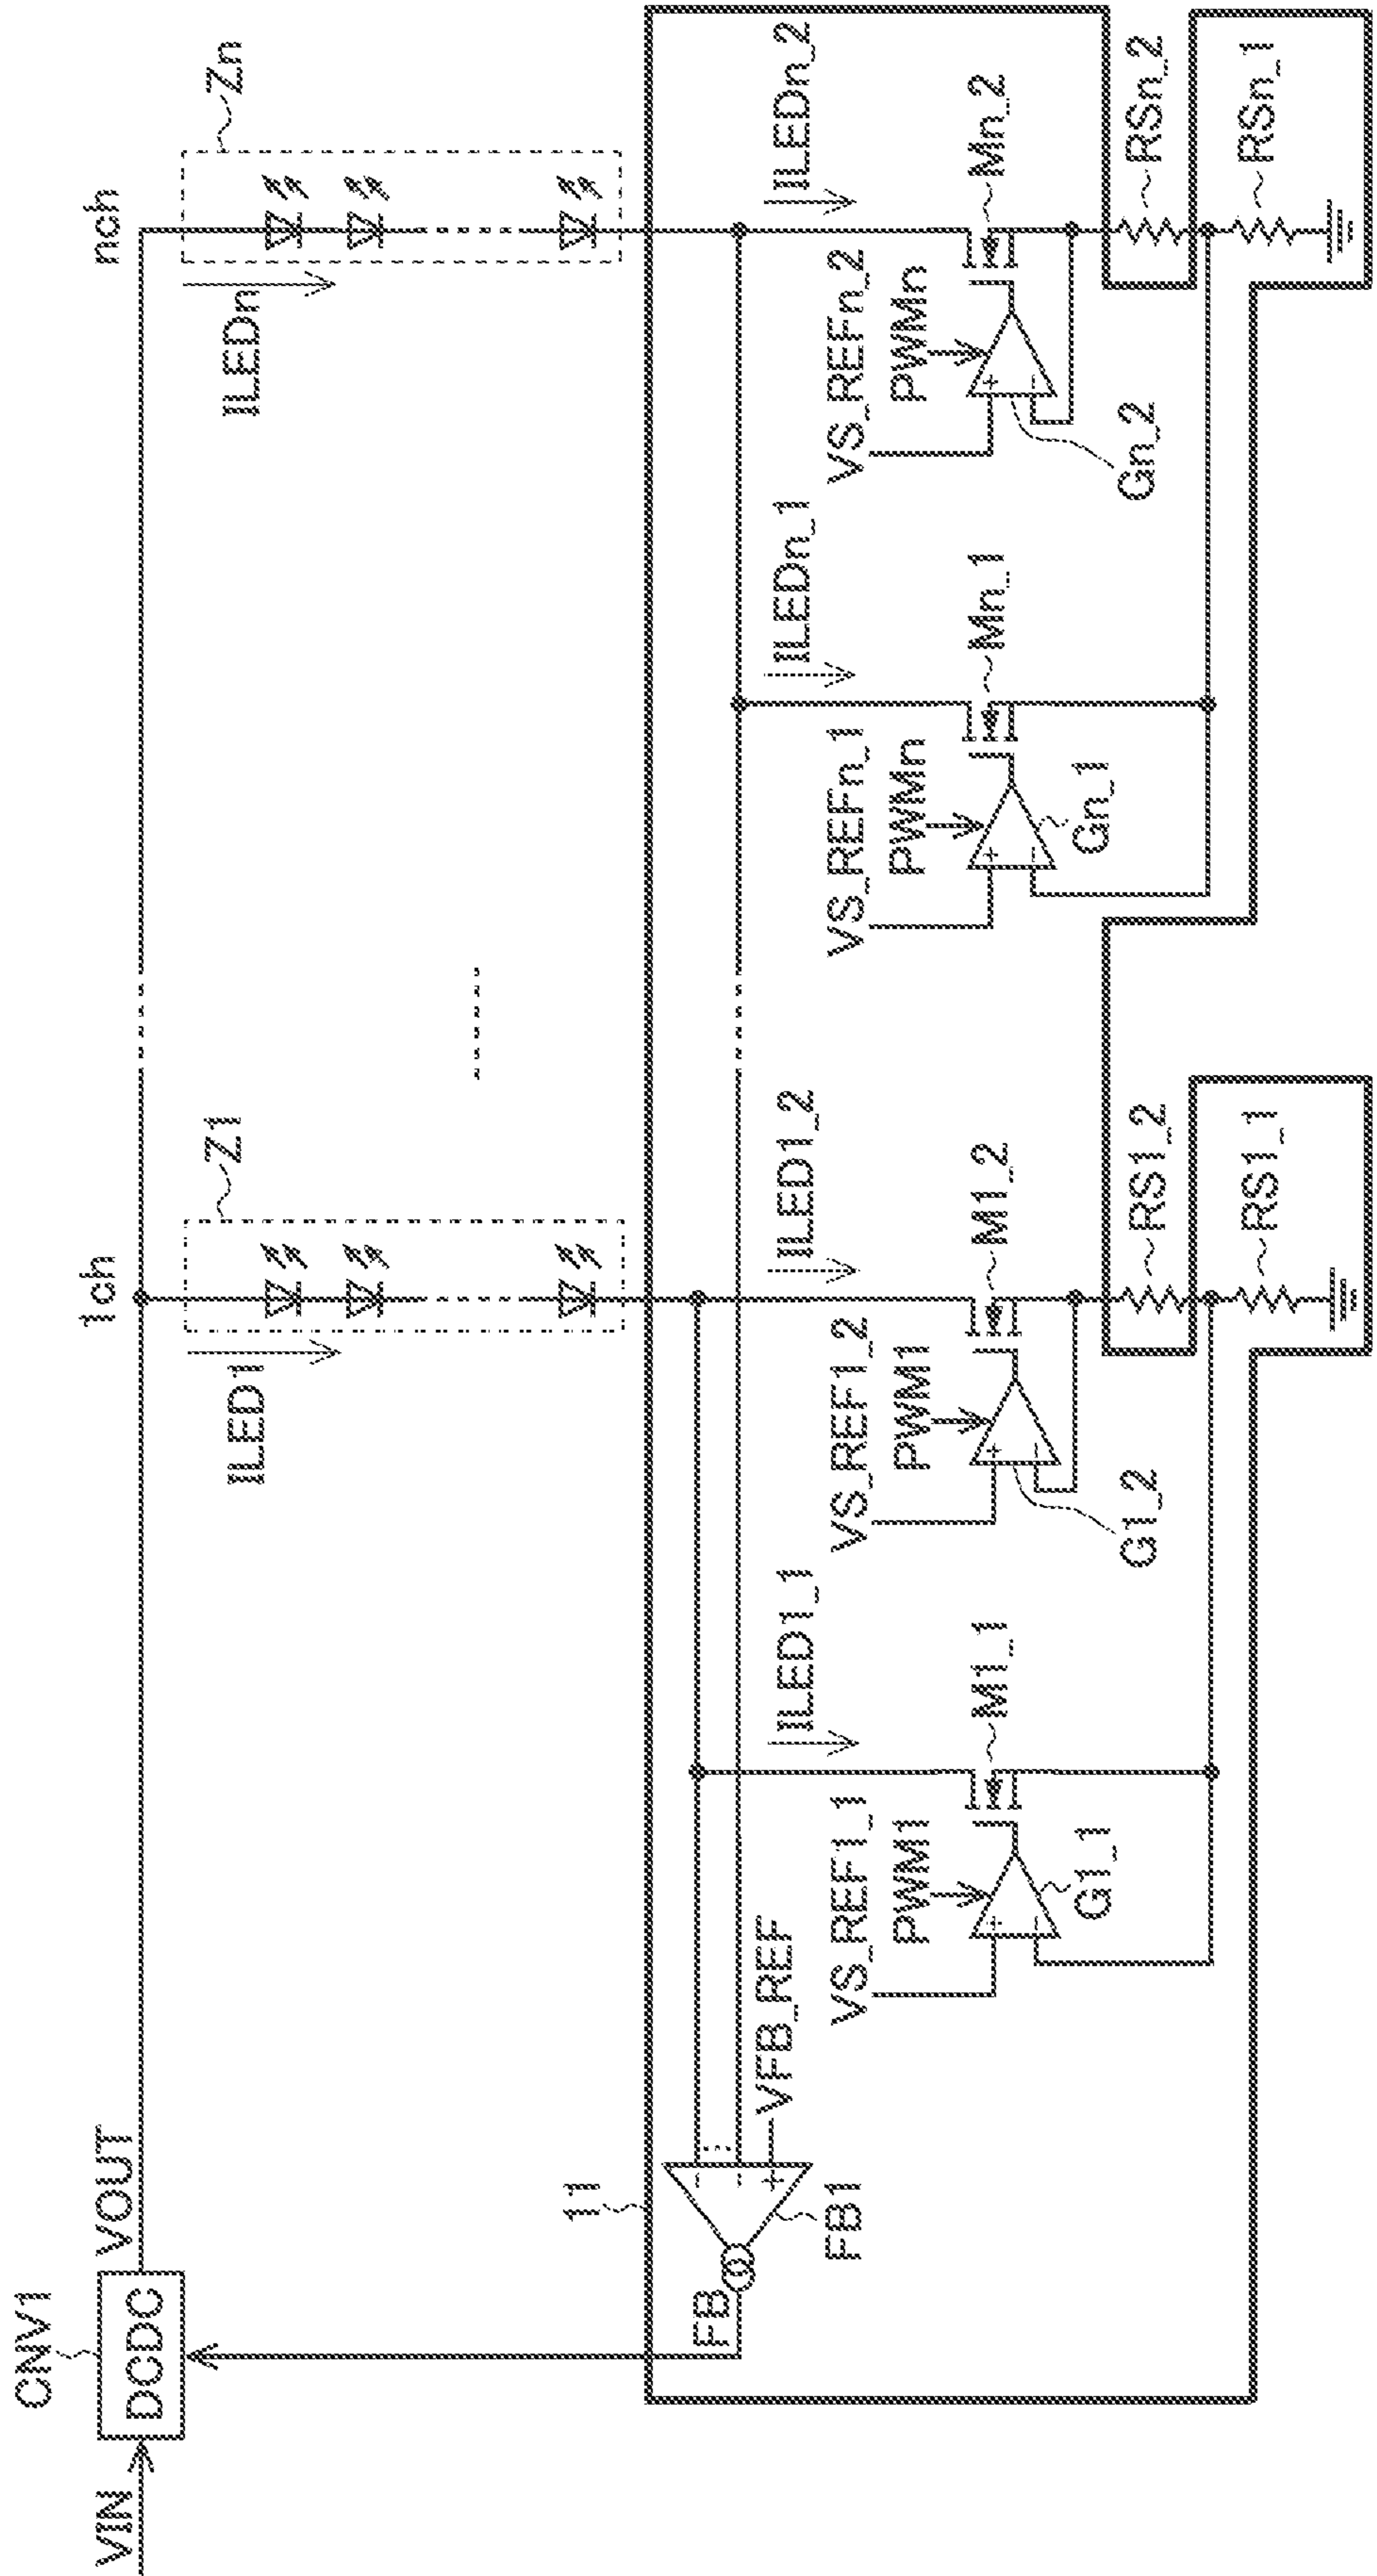 CNV1
VIN
DCDC
VOUT
1ch
nch
Z1
Zn
ILED1
ILEDn
11
FB
FB1
VFB_REF
ILED1_1
ILED1_2
ILEDn_1
ILEDn_2
VS_REF1_1
PWM1
M1_1
G1_1
VS_REF1_2
PWM1
M1_2
G1_2
VS_REFn_1
PWMn
Mn_1
Gn_1
VS_REFn_2
PWMn
Mn_2
Gn_2
RS1_2
RS1_1
RSn_2
RSn_1